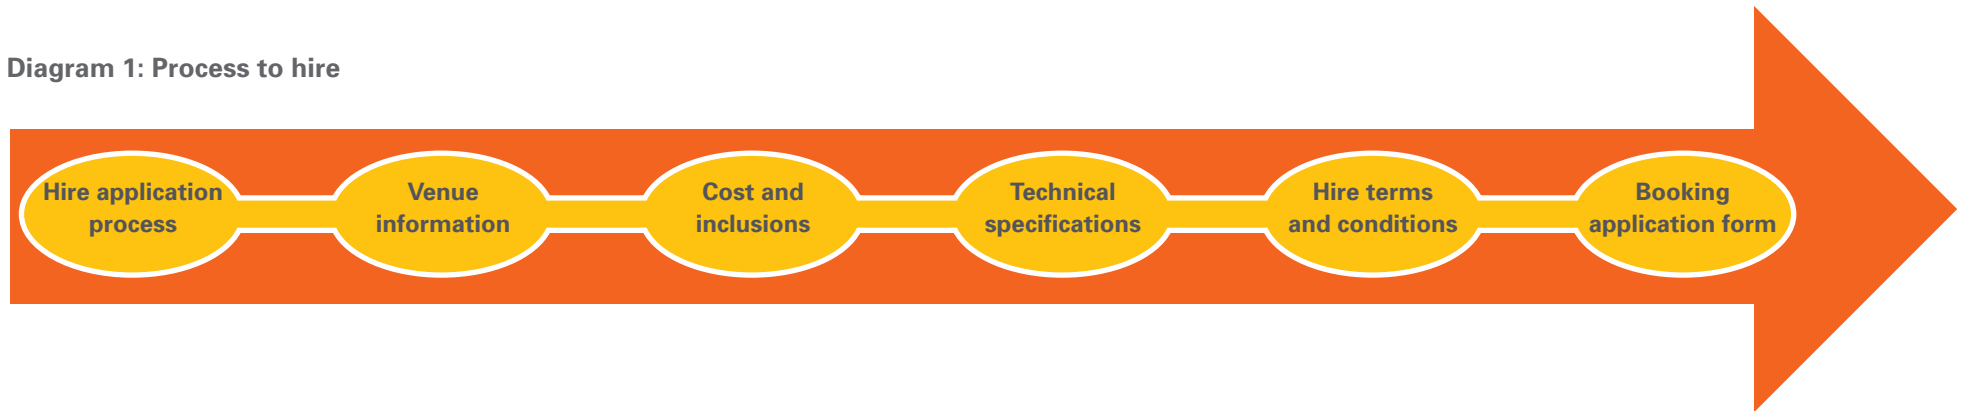 Diagram 1: Process to hire
Hire application
process
Venue
information
Cost and
inclusions
Technical
specifications
Hire terms
and conditions
Booking
application form